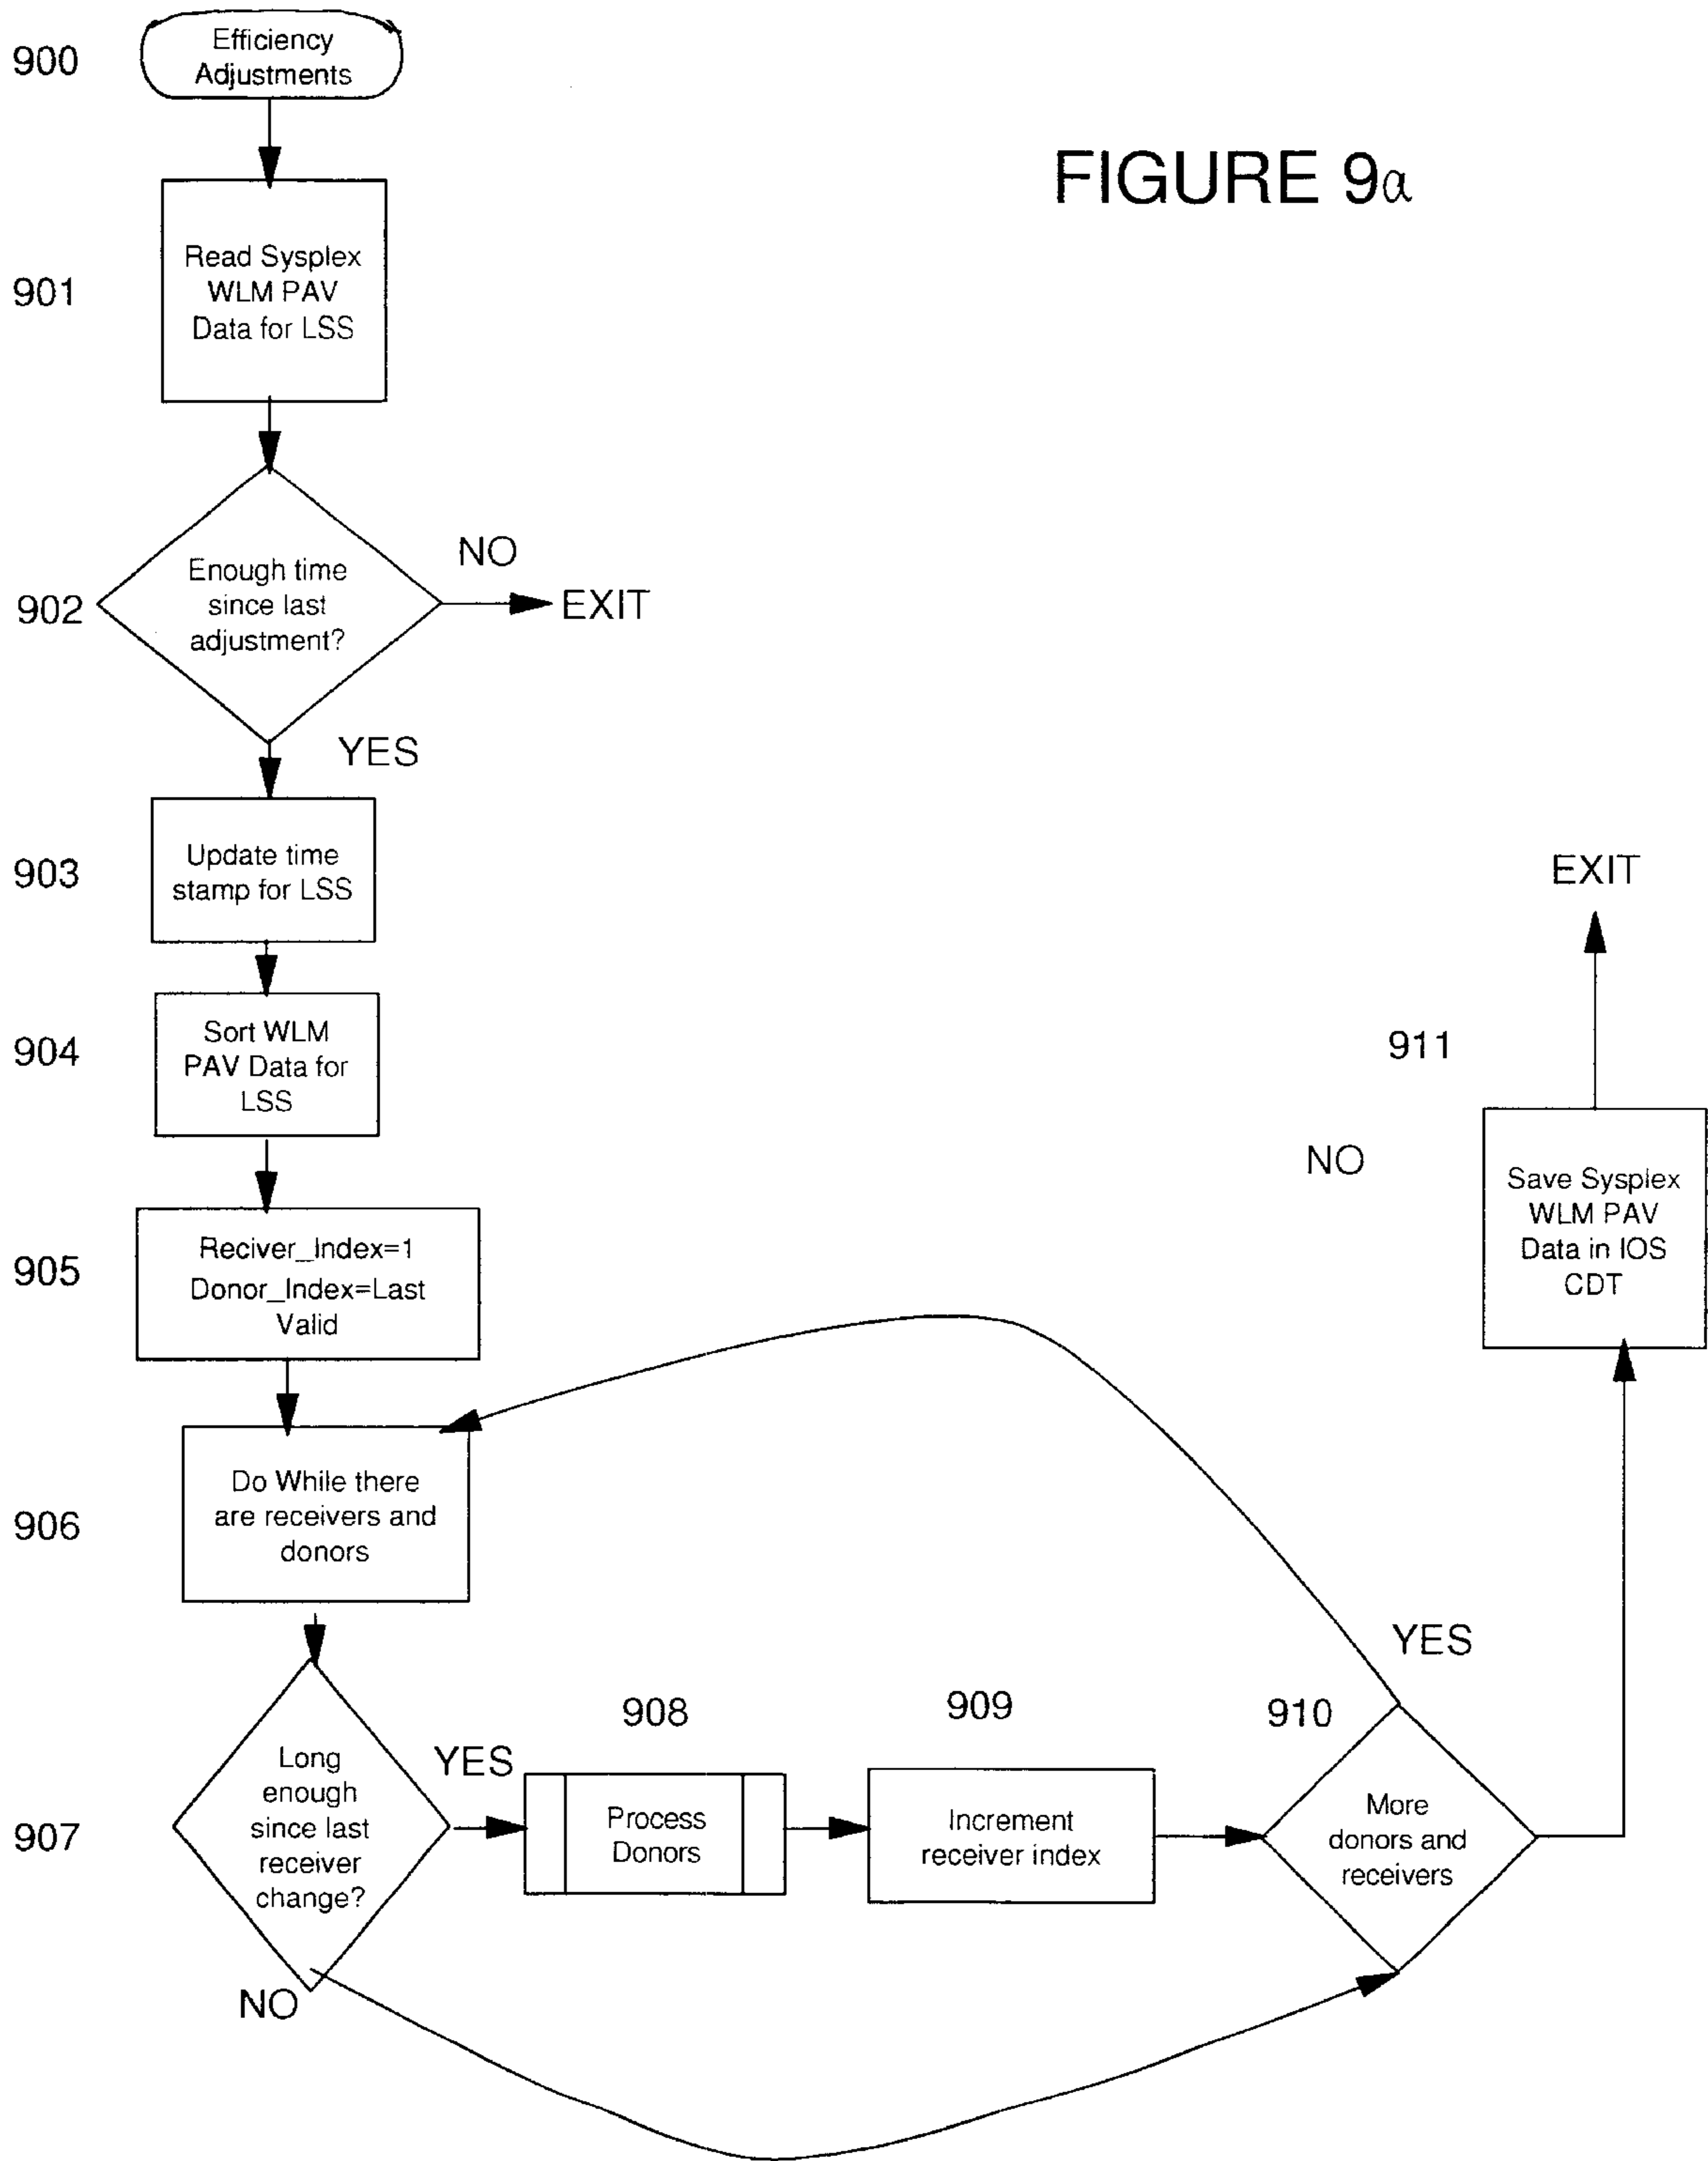 900
Efficiency
Adjustments
FIGURE 9a
901
Read Sysplex
WLM PAV
Data for LSS
902
Enough time
since last
adjustment?
NO
EXIT
YES
903
Update time
stamp for LSS
904
Sort WLM
PAV Data for
LSS
905
Reciver_Index=1
Donor_Index=Last
Valid
906
Do While there
are receivers and
donors
907
Long
enough
since last
receiver
change?
YES
NO
908
Process
Donors
909
Increment
receiver index
910
More
donors and
receivers
YES
NO
911
Save Sysplex
WLM PAV
Data in IOS
CDT
EXIT